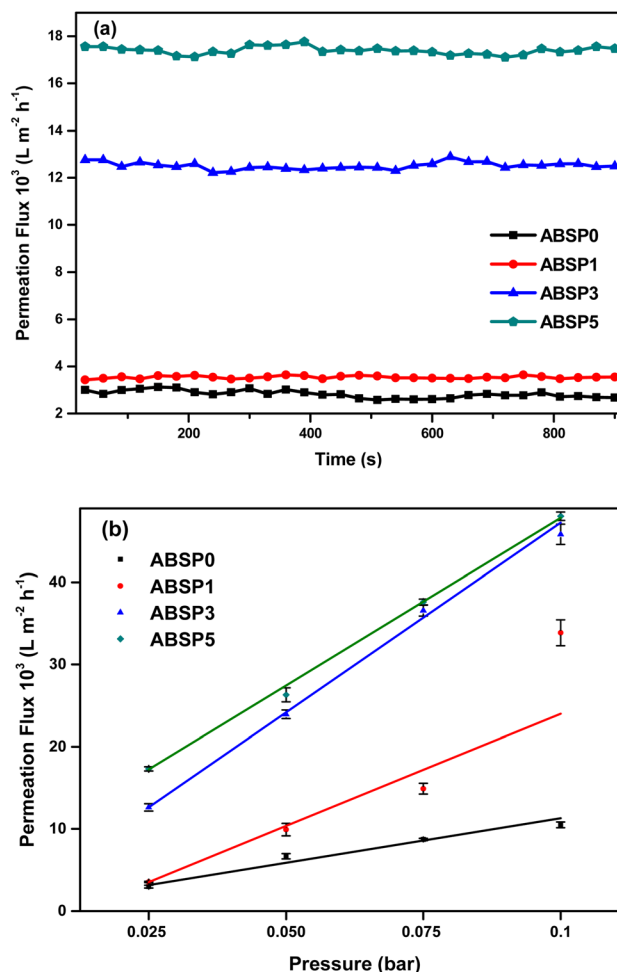 (a)
Permeation Flux 10³ (L m⁻² h⁻¹)
18
16
14
12
10
8
6
4
2
ABSP0
ABSP1
ABSP3
ABSP5
200
400
600
800
Time (s)
(b)
Permeation Flux 10³ (L m⁻² h⁻¹)
40
30
20
10
0
ABSP0
ABSP1
ABSP3
ABSP5
0.025
0.050
0.075
0.1
Pressure (bar)